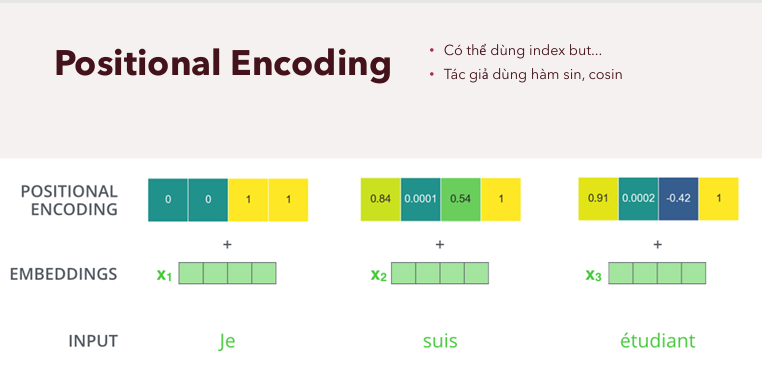 Positional Encoding
• Có thể dùng index but...
• Tác giả dùng hàm sin, cosin
POSITIONAL
ENCODING
0 0 1 1
0.84 0.0001 0.54 1
0.91 0.0002 -0.42 1
+ + +
EMBEDDINGS
x1 x2 x3
INPUT
Je suis étudiant